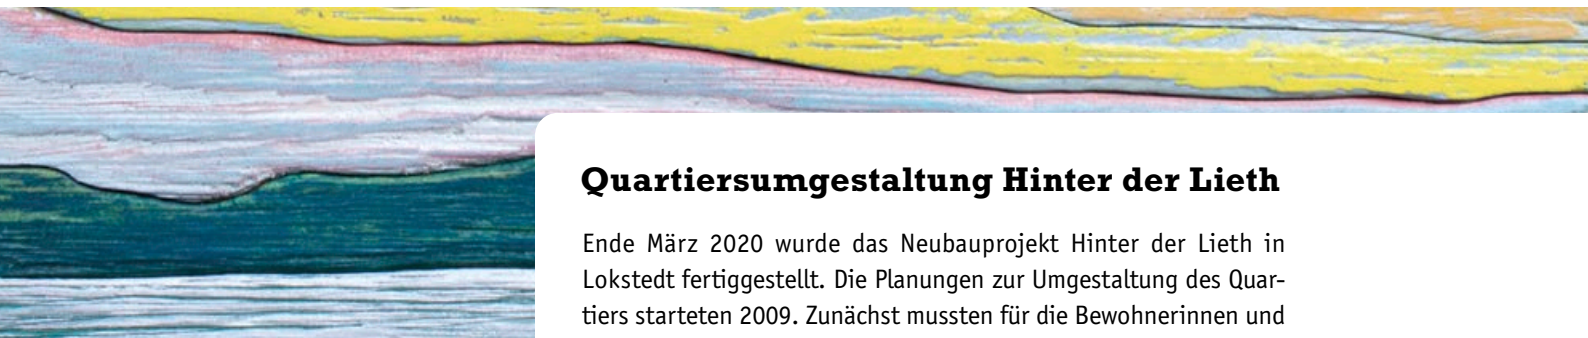 Quartiersumgestaltung Hinter der Lieth
Ende März 2020 wurde das Neubauprojekt Hinter der Lieth in
Lokstedt fertiggestellt. Die Planungen zur Umgestaltung des Quar-
tiers starteten 2009. Zunächst mussten für die Bewohnerinnen und